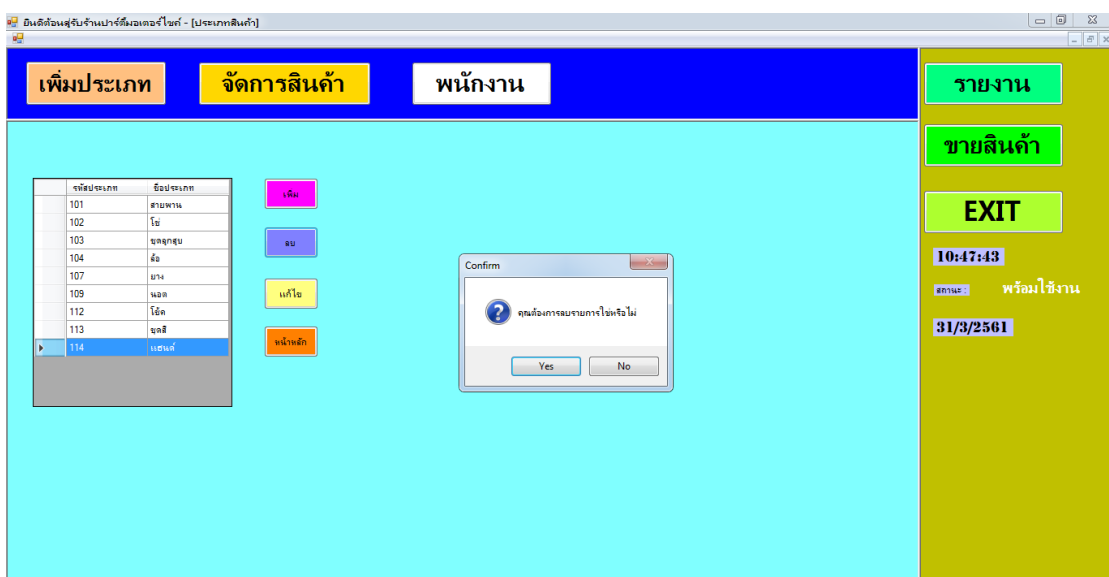 ยินดีต้อนสู่รับร้านปาร์ตี้มอเตอร์ไซค์ - [ประเภทสินค้า]
เพิ่มประเภท จัดการสินค้า พนักงาน รายงาน
ขายสินค้า
รหัสประเภท ชื่อประเภท
101 สายพาน
102 โซ่
103 ชุดลูกสูบ
104 ล้อ
107 ยาง
109 นอต
112 โช้ค
113 ชุดสี
114 แฮนด์
เพิ่ม
ลบ
แก้ไข
หน้าหลัก
Confirm
คุณต้องการลบรายการใช่หรือไม่
Yes No
EXIT
10:47:43
สถานะ : พร้อมใช้งาน
31/3/2561